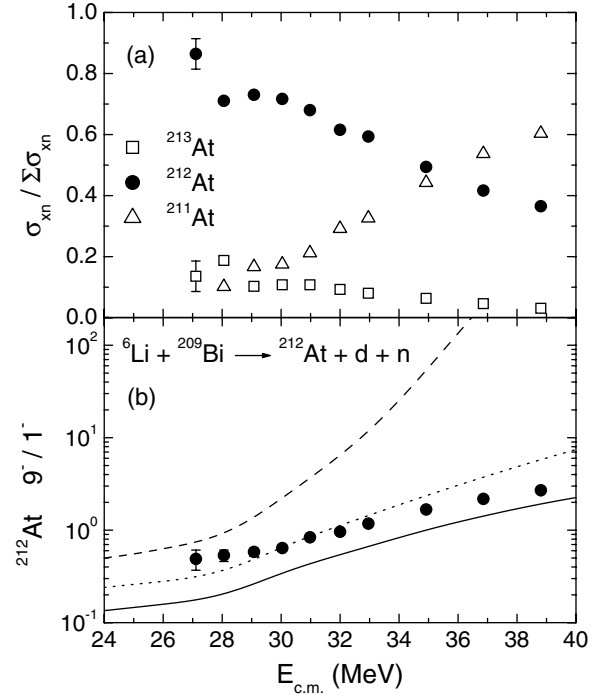 1.0
(a)
0.8
0.6
0.4
0.2
0.0
σxn / Σσxn
²¹³At
²¹²At
²¹¹At
⁶Li + ²⁰⁹Bi ⟶ ²¹²At + d + n
(b)
10²
10¹
10⁰
10⁻¹
²¹²At 9⁻/ 1⁻
24 26 28 30 32 34 36 38 40
E c.m. (MeV)